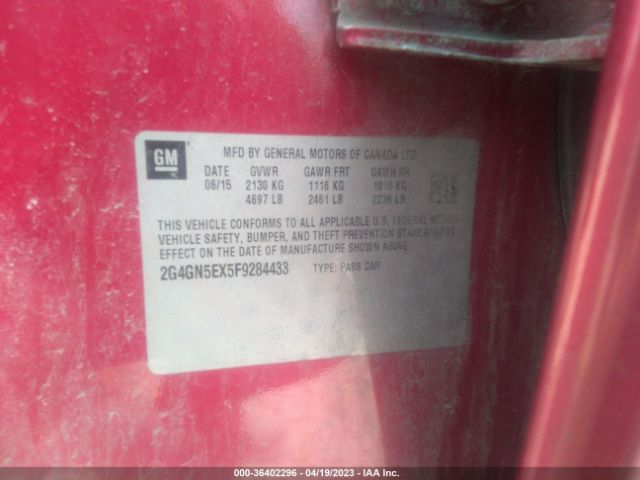 GM
MFD BY GENERAL MOTORS OF CANADA LTD.
DATE GVWR GAWR FRT GAWR RR
06/15 2130 KG 1116 KG 1014 KG
4697 LB 2461 LB 2236 LB
THIS VEHICLE CONFORMS TO ALL APPLICABLE U.S. FEDERAL MOTOR
VEHICLE SAFETY, BUMPER, AND THEFT PREVENTION STANDARDS IN
EFFECT ON THE DATE OF MANUFACTURE SHOWN ABOVE.
2G4GN5EX5F9284433 TYPE: PASS CAR
000-36402296 - 04/19/2023 - IAA Inc.